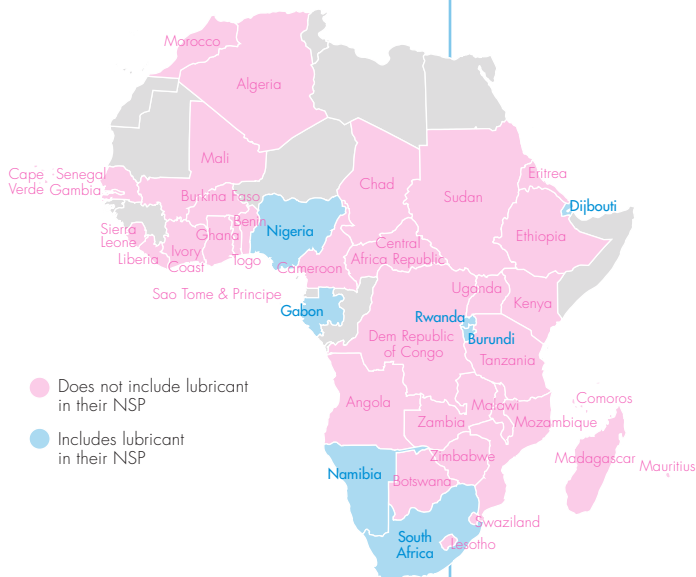 Morocco
Algeria
Mali
Cape
Verde
Senegal
Gambia
Burkina Faso
Chad
Sudan
Eritrea
Djibouti
Ethiopia
Sierra
Leone
Liberia
Ivory
Coast
Ghana
Togo
Benin
Nigeria
Cameroon
Central
Africa Republic
Sao Tome & Principe
Gabon
Uganda
Kenya
Rwanda
Burundi
Dem Republic
of Congo
Tanzania
Does not include lubricant
in their NSP
Includes lubricant
in their NSP
Angola
Zambia
Malawi
Mozambique
Comoros
Madagascar
Mauritius
Zimbabwe
Namibia
Botswana
South
Africa
Swaziland
Lesotho